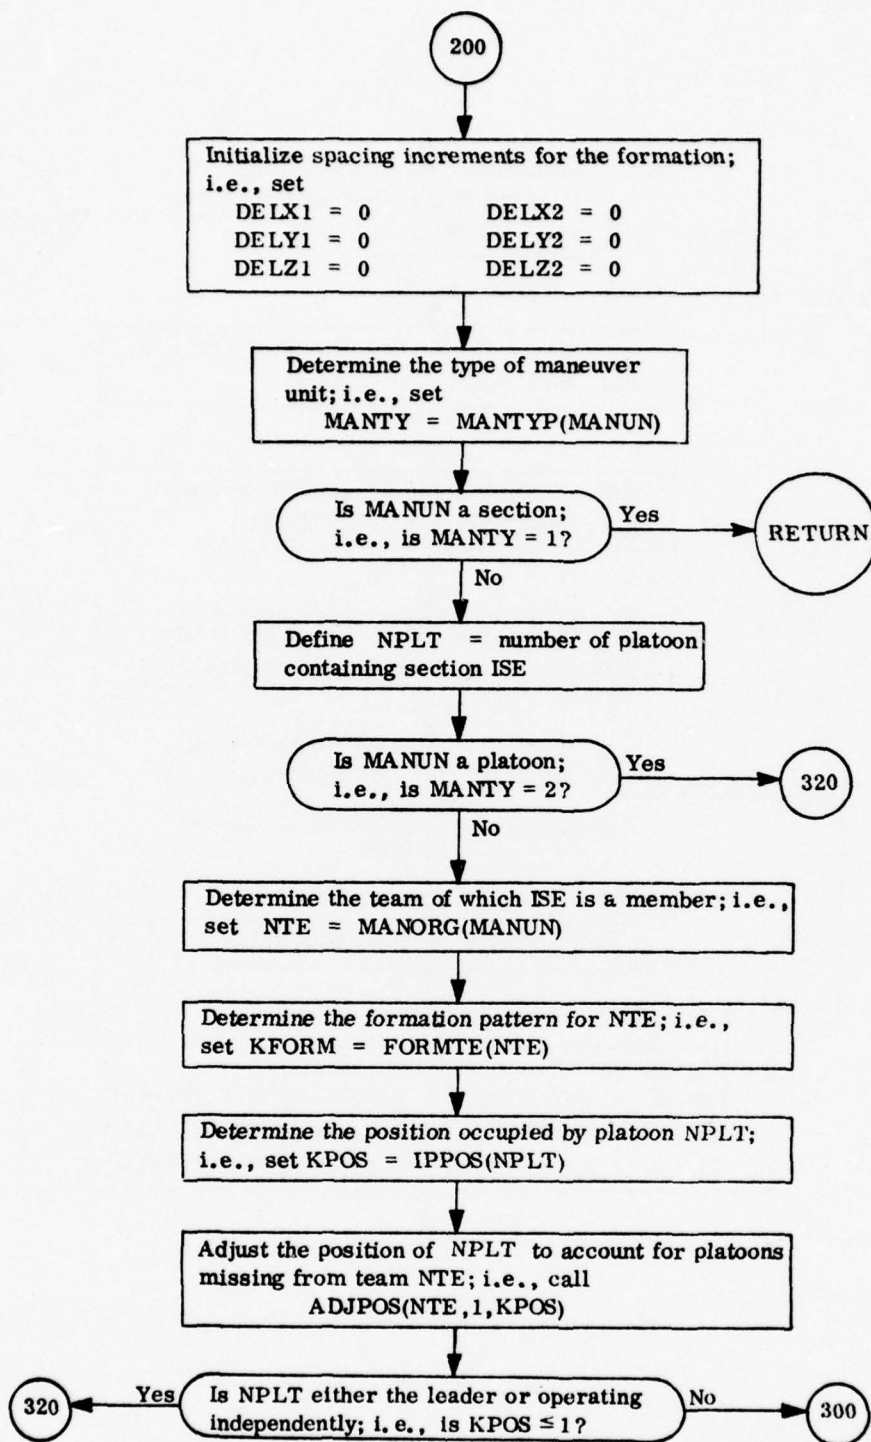 200
Initialize spacing increments for the formation;
i.e., set
DELX1 = 0 DELX2 = 0
DELY1 = 0 DELY2 = 0
DELZ1 = 0 DELZ2 = 0
Determine the type of maneuver
unit; i.e., set
MANTY = MANTYP(MANUN)
Is MANUN a section;
i.e., is MANTY = 1?
Yes
RETURN
No
Define NPLT = number of platoon
containing section ISE
Is MANUN a platoon;
i.e., is MANTY = 2?
Yes
320
No
Determine the team of which ISE is a member; i.e.,
set NTE = MANORG(MANUN)
Determine the formation pattern for NTE; i.e.,
set KFORM = FORMTE(NTE)
Determine the position occupied by platoon NPLT;
i.e., set KPOS = IPPOS(NPLT)
Adjust the position of NPLT to account for platoons
missing from team NTE; i.e., call
ADJPOS(NTE,1,KPOS)
320
Yes
Is NPLT either the leader or operating
independently; i.e., is KPOS ≤ 1?
No
300